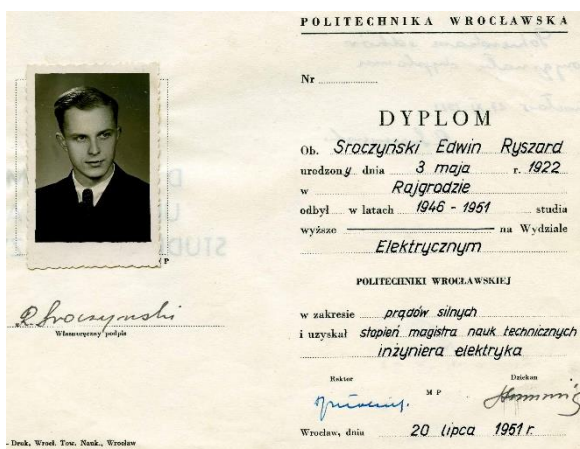 R Sroczyński
Własnoręczny podpis
- Druk, Wrocł. Tow. Nauk., Wrocław
POLITECHNIKA WROCŁAWSKA
Nr
DYPLOM
Ob. Sroczyński Edwin Ryszard
urodzony dnia 3 maja r. 1922
w Rajgrodzie
odbył w latach 1946 - 1951 studia
wyższe na Wydziale
Elektrycznym
POLITECHNIKI WROCŁAWSKIEJ
w zakresie prądów silnych
i uzyskał stopień magistra nauk technicznych
inżyniera elektryka
Rektor M P Dziekan
Wrocław, dnia 20 lipca 1951 r.